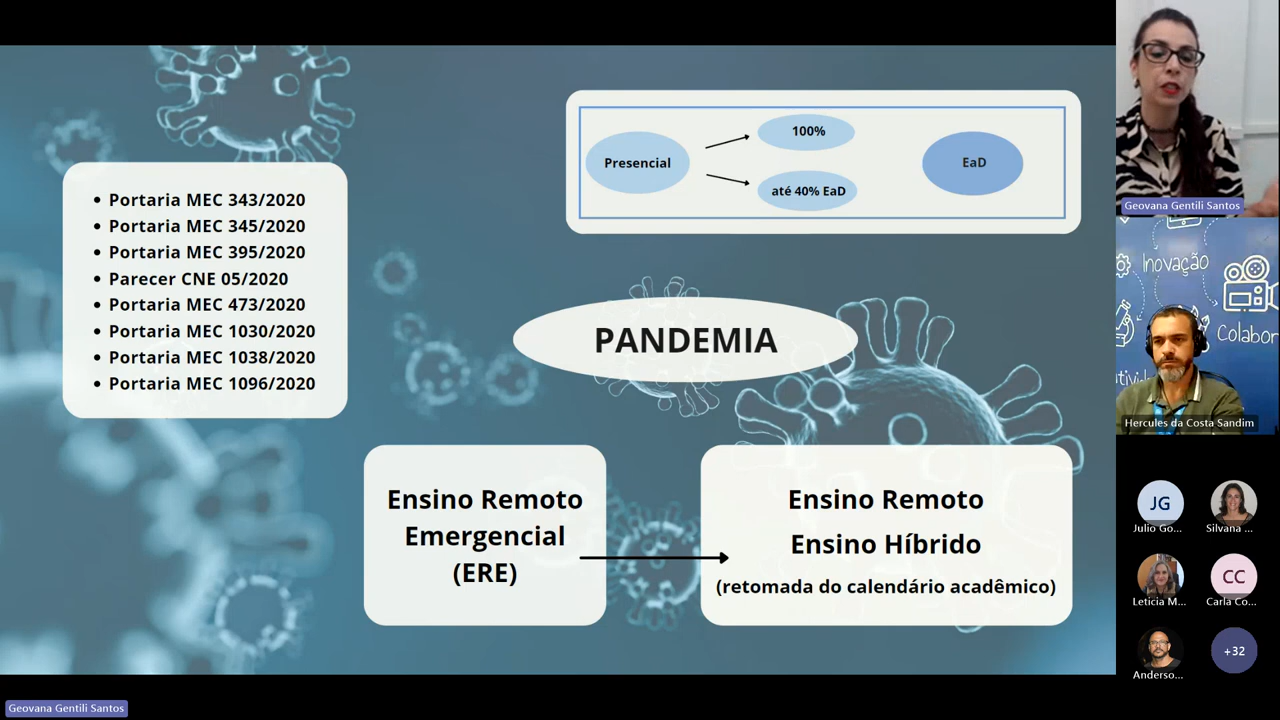 • Portaria MEC 343/2020
• Portaria MEC 345/2020
• Portaria MEC 395/2020
• Parecer CNE 05/2020
• Portaria MEC 473/2020
• Portaria MEC 1030/2020
• Portaria MEC 1038/2020
• Portaria MEC 1096/2020
Presencial
100%
até 40% EaD
EaD
PANDEMIA
Ensino Remoto
Emergencial
(ERE)
Ensino Remoto
Ensino Híbrido
(retomada do calendário acadêmico)
Geovana Gentili Santos
Inovação
Colabor
Hercules da Costa Sandim
JG
Julio Go...
Silvana ...
Leticia M...
CC
Carla Co...
Anderso...
+32
Geovana Gentili Santos